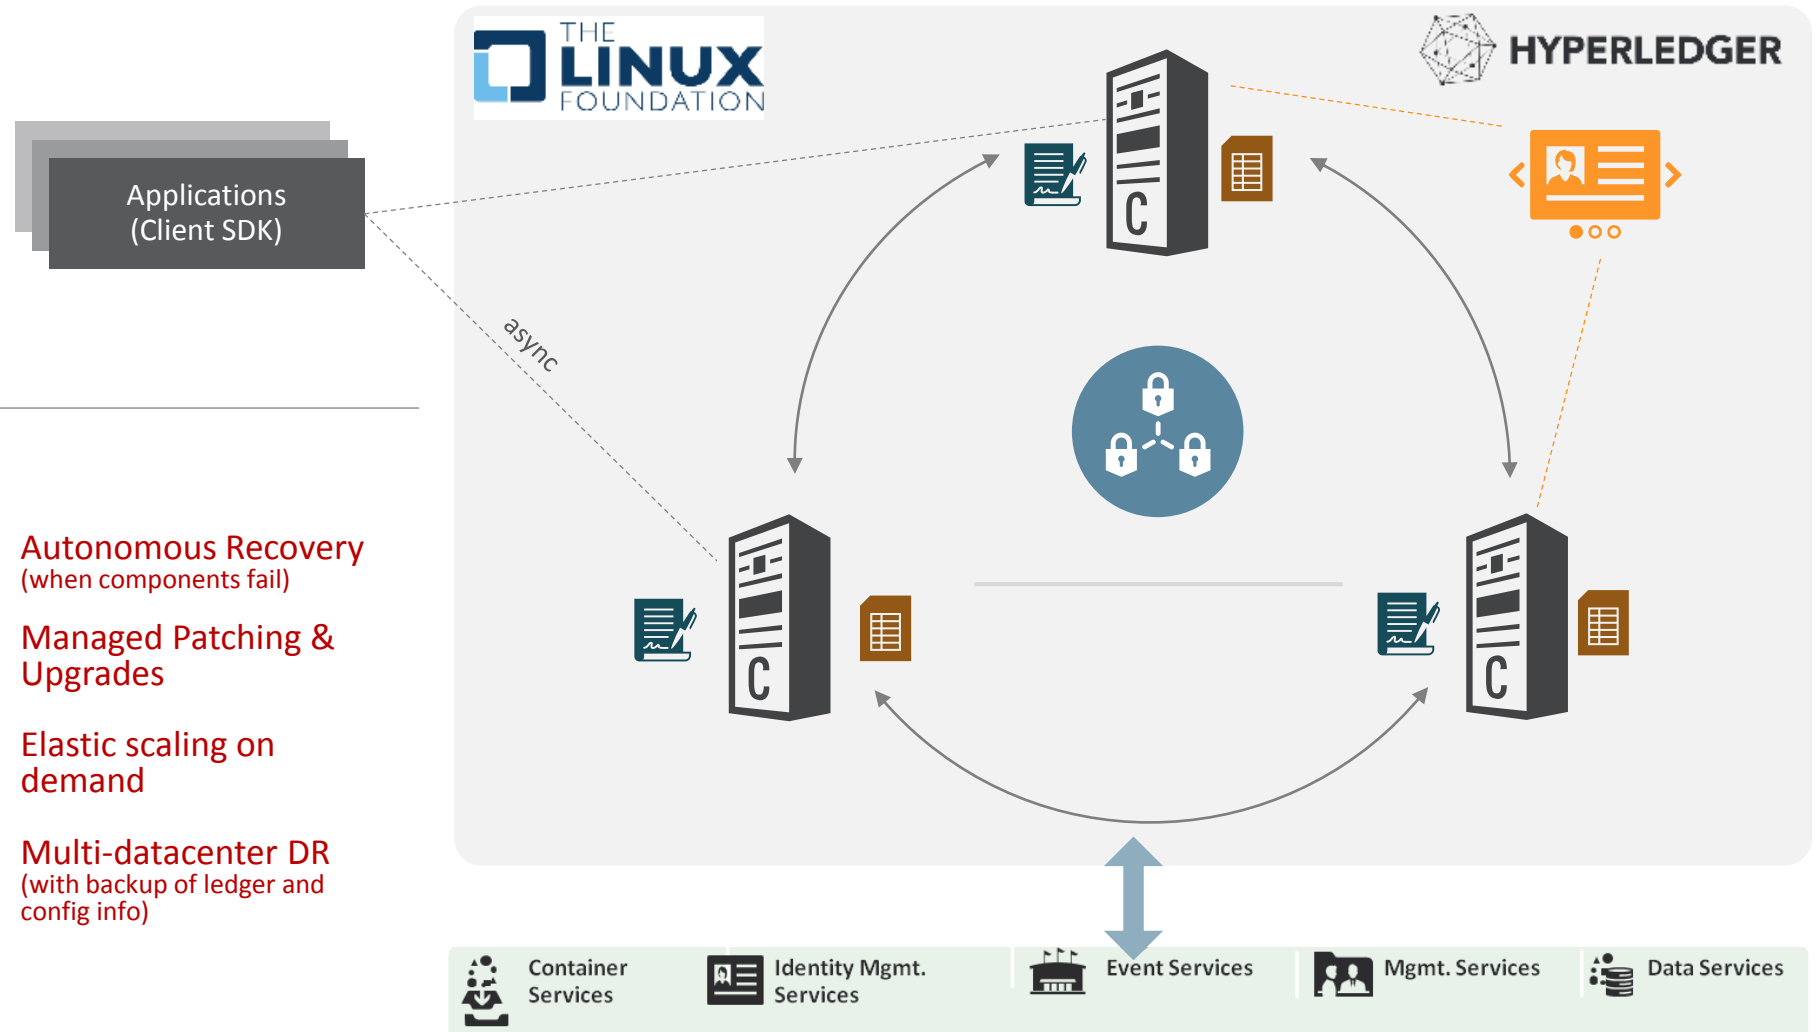 THE
LINUX
FOUNDATION
HYPERLEDGER
Applications
(Client SDK)
async
C
C
C
Autonomous Recovery
(when components fail)
Managed Patching &
Upgrades
Elastic scaling on
demand
Multi-datacenter DR
(with backup of ledger and
config info)
Container
Services
Identity Mgmt.
Services
Event Services
Mgmt. Services
Data Services